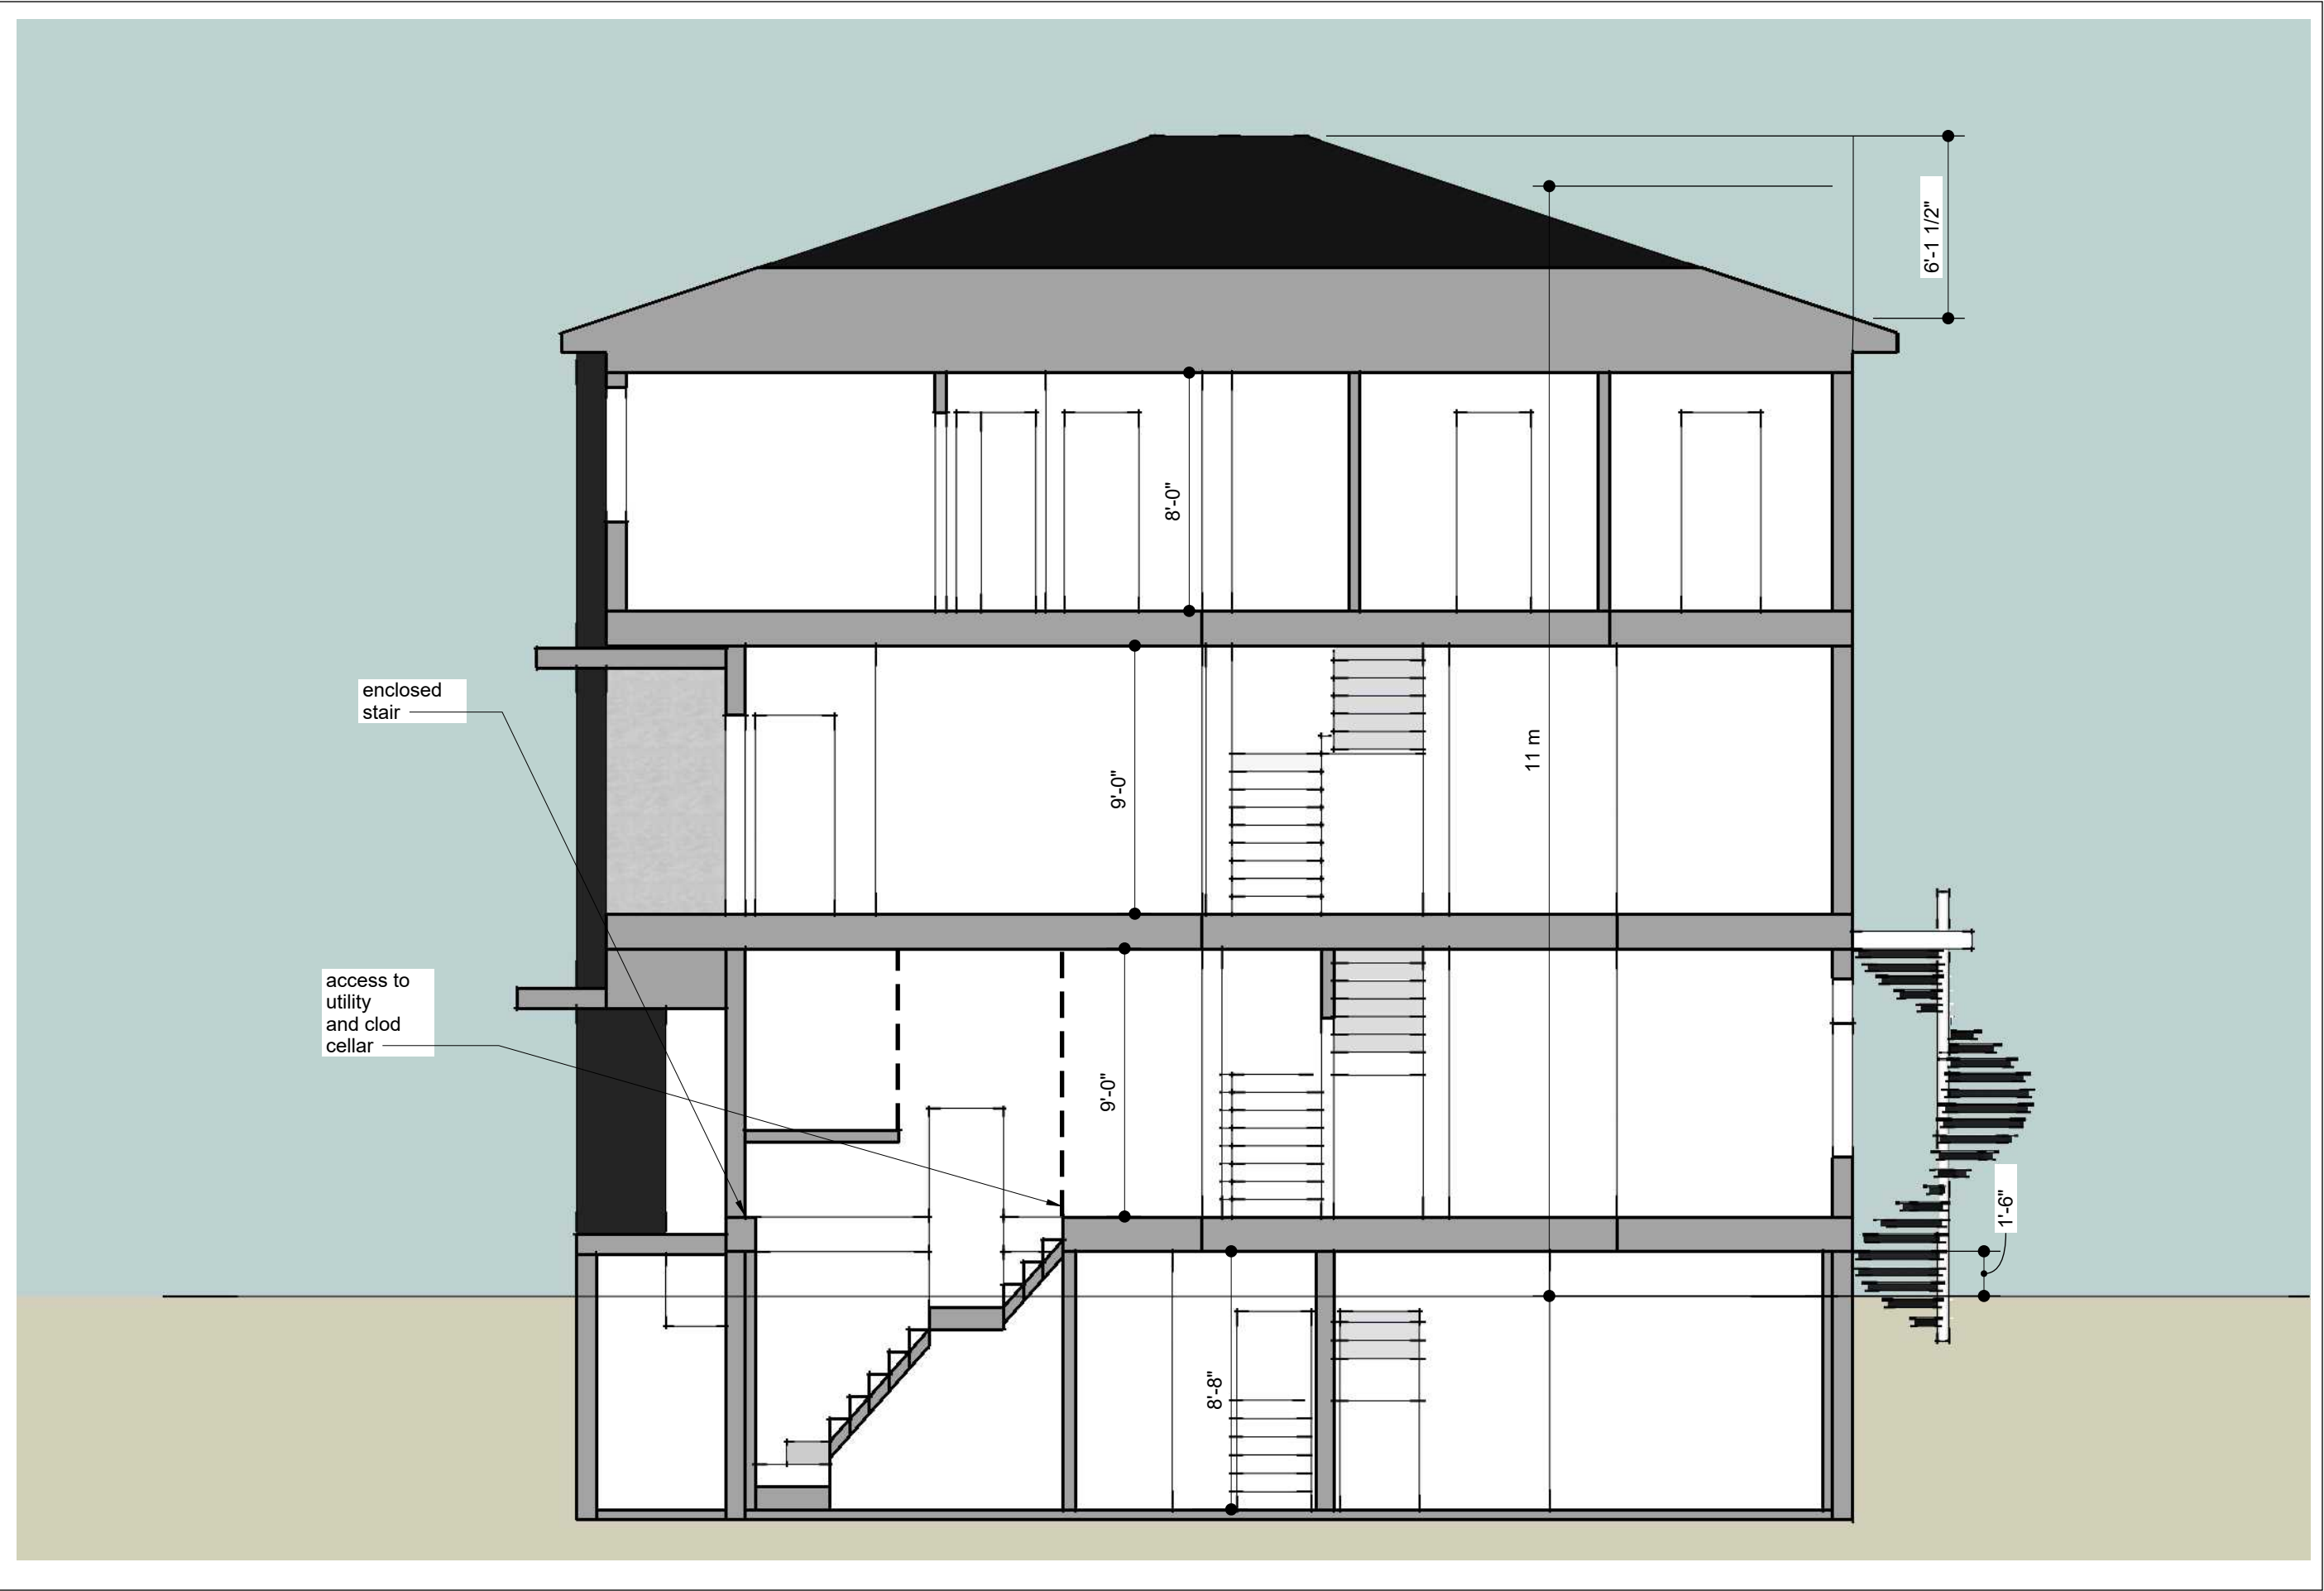 6'-1 1/2"
8'-0"
enclosed
stair
9'-0"
11 m
access to
utility
and clod
cellar
9'-0"
1'-6"
8'-8"